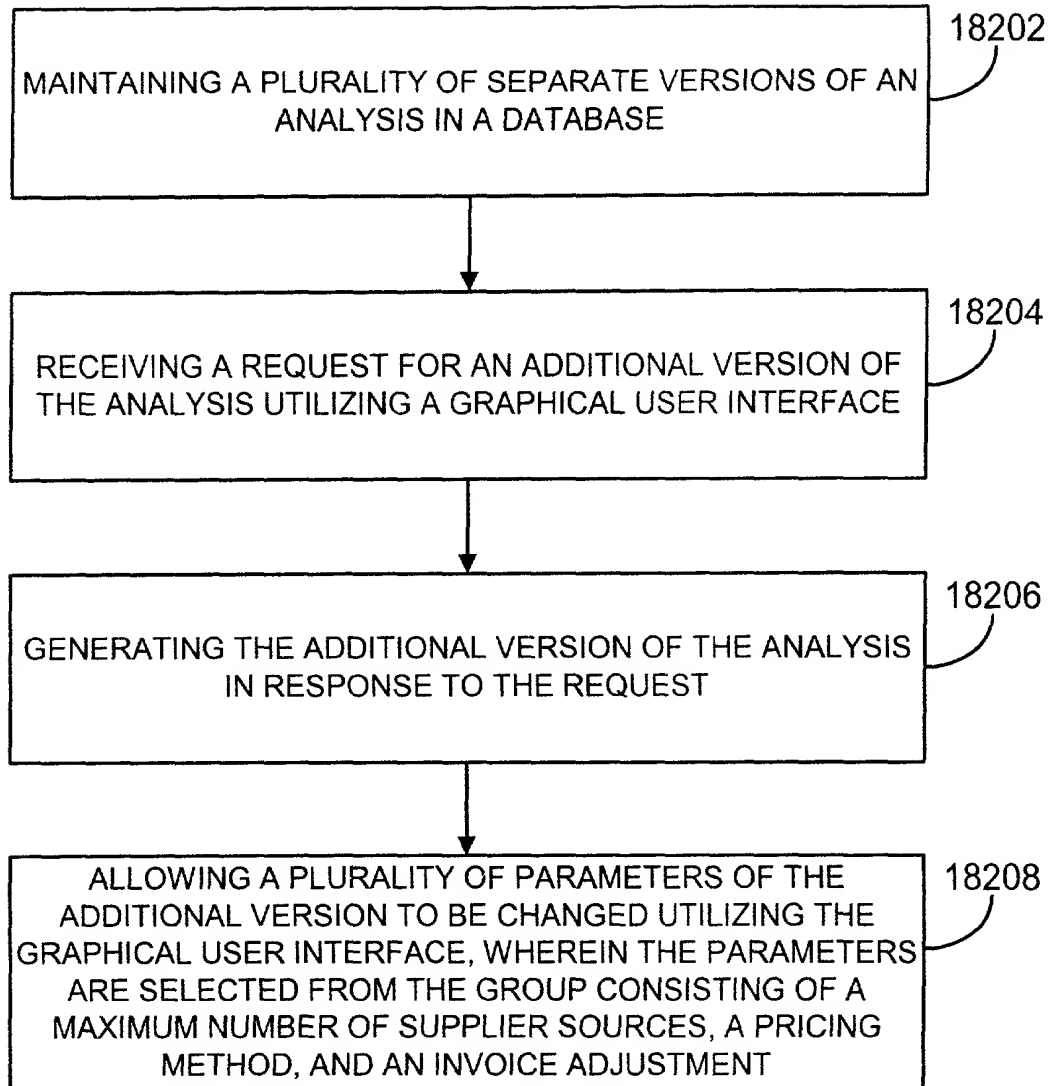 18202
MAINTAINING A PLURALITY OF SEPARATE VERSIONS OF AN
ANALYSIS IN A DATABASE
18204
RECEIVING A REQUEST FOR AN ADDITIONAL VERSION OF
THE ANALYSIS UTILIZING A GRAPHICAL USER INTERFACE
18206
GENERATING THE ADDITIONAL VERSION OF THE ANALYSIS
IN RESPONSE TO THE REQUEST
18208
ALLOWING A PLURALITY OF PARAMETERS OF THE
ADDITIONAL VERSION TO BE CHANGED UTILIZING THE
GRAPHICAL USER INTERFACE, WHEREIN THE PARAMETERS
ARE SELECTED FROM THE GROUP CONSISTING OF A
MAXIMUM NUMBER OF SUPPLIER SOURCES, A PRICING
METHOD, AND AN INVOICE ADJUSTMENT